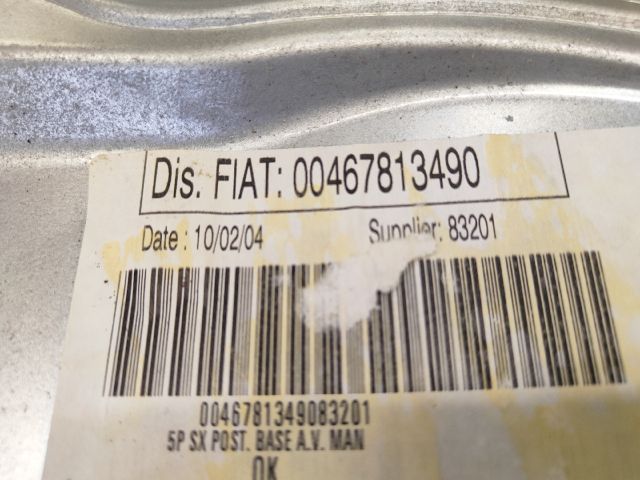 Dis. FIAT: 00467813490
Date : 10/02/04 Supplier: 83201
0046781349083201
5P SX POST. BASE A.V. MAN
OK